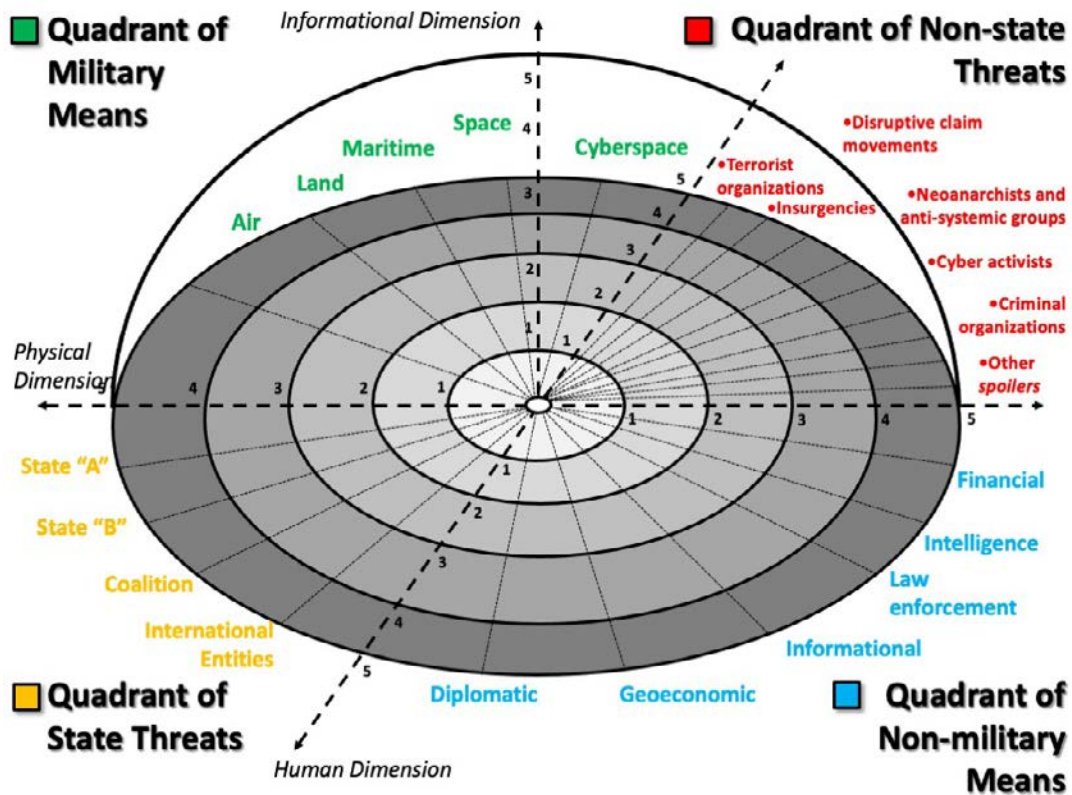 Informational Dimension
Quadrant of
Military
Means
Quadrant of Non-state
Threats
5
4
Space
Maritime
Land
Air
Cyberspace
•Disruptive claim
movements
•Terrorist
organizations
•Insurgencies
•Neoanarchists and
anti-systemic groups
•Cyber activists
•Criminal
organizations
•Other
spoilers
5
4
3
2
1
3
2
1
Physical
Dimension
5
4
3
2
1
1
2
3
4
5
1
2
3
4
5
State “A”
State “B”
Coalition
International
Entities
Financial
Intelligence
Law
enforcement
Informational
Diplomatic
Geoeconomic
Quadrant of
State Threats
Quadrant of
Non-military
Means
Human Dimension